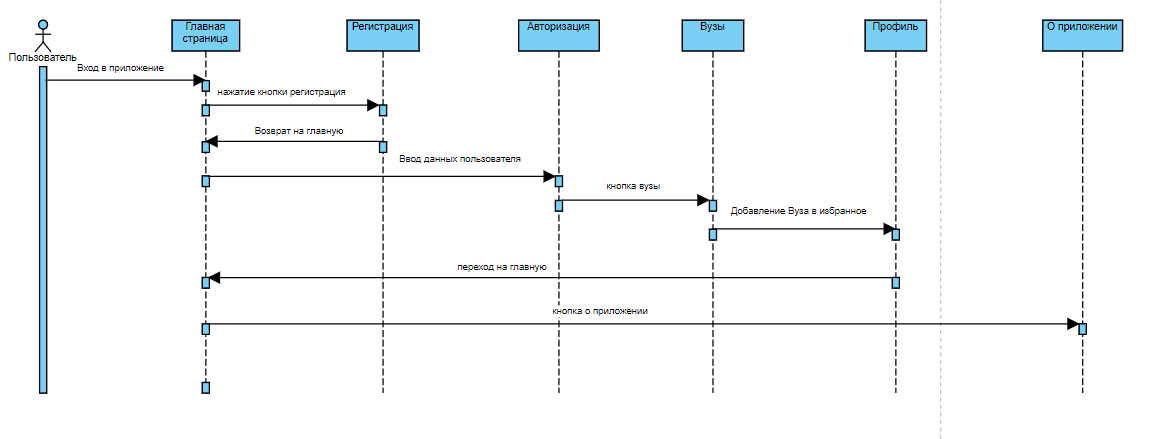 Главная
страница
Регистрация
Авторизация
Вузы
Профиль
О приложении
Пользователь
Вход в приложение
нажатие кнопки регистрация
Возврат на главную
Ввод данных пользователя
кнопка вузы
Добавление Вуза в избранное
переход на главную
кнопка о приложении